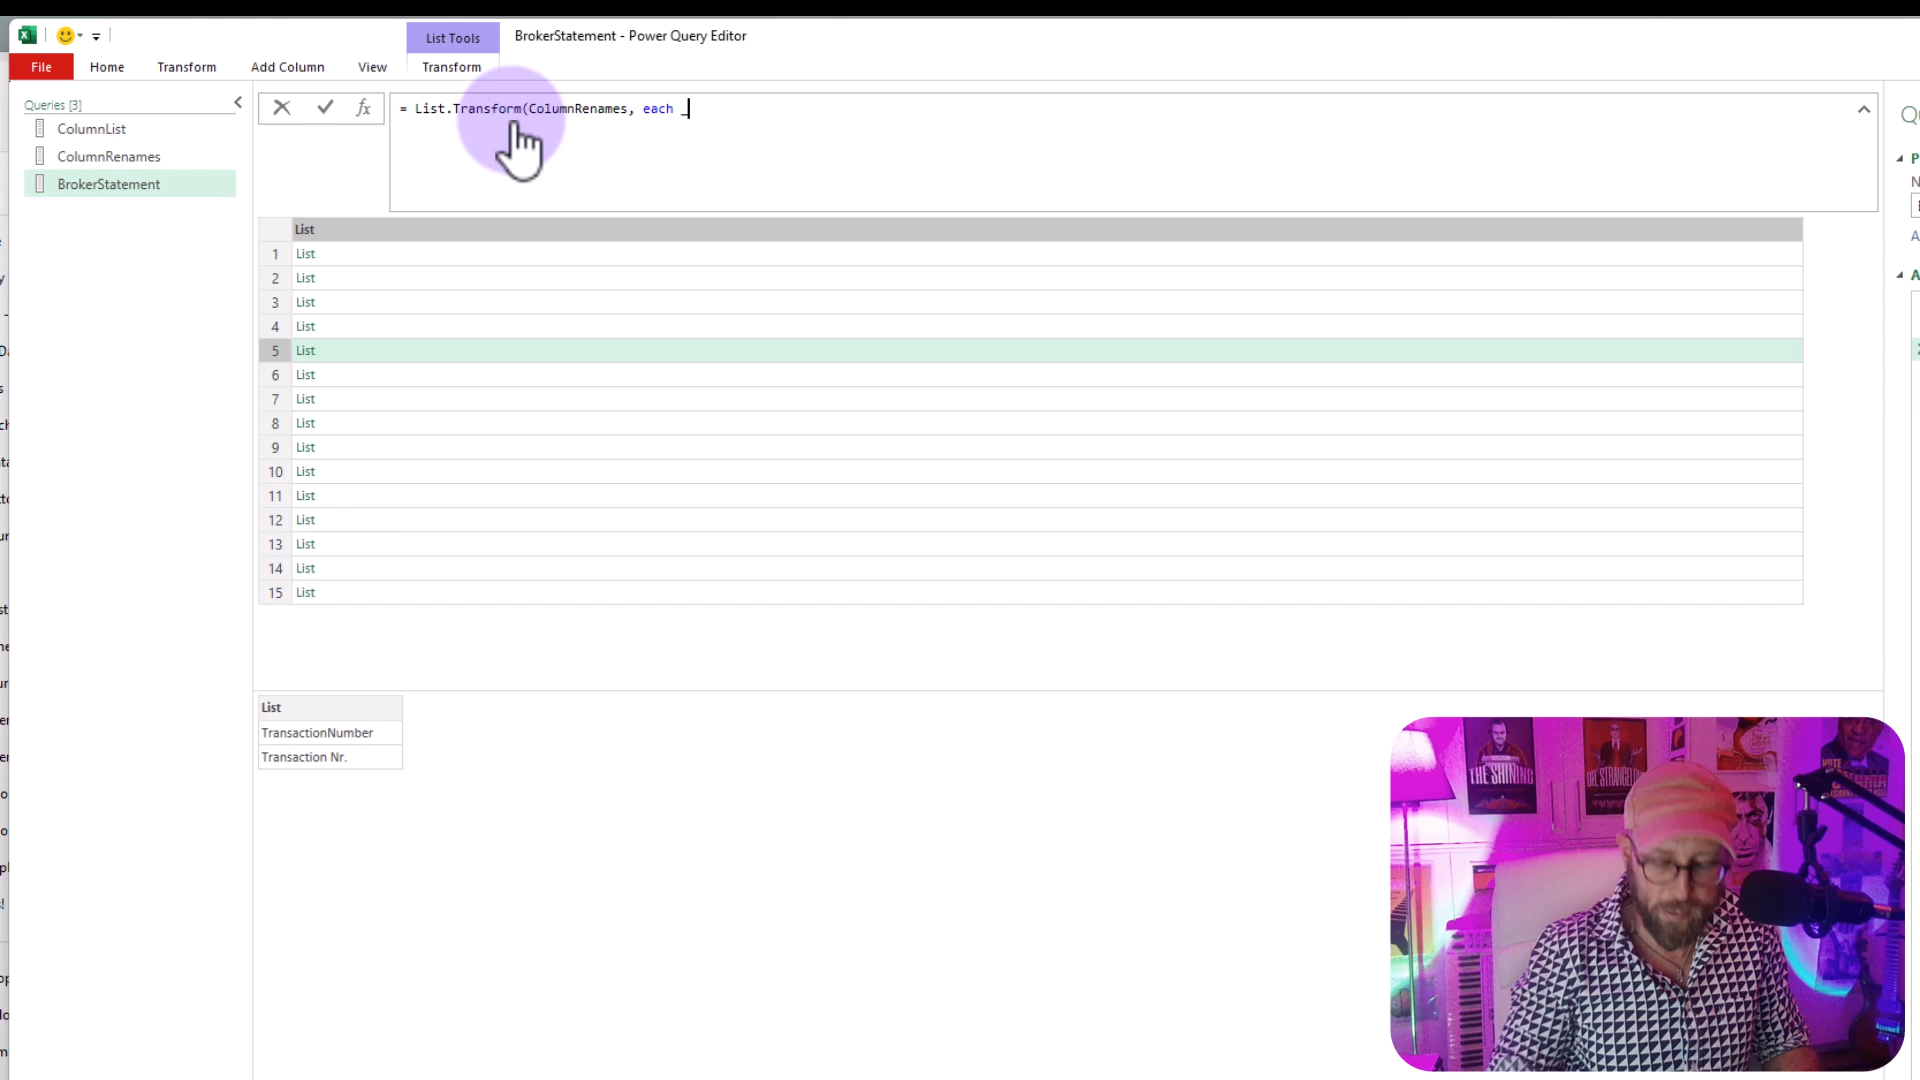 List Tools
BrokerStatement - Power Query Editor
File
Home
Transform
Add Column
View
Transform
Queries [3]
ColumnList
ColumnRenames
BrokerStatement
fx
= List.Transform(ColumnRenames, each _
List
1 List
2 List
3 List
4 List
5 List
6 List
7 List
8 List
9 List
10 List
11 List
12 List
13 List
14 List
15 List
List
TransactionNumber
Transaction Nr.
THE SHINING